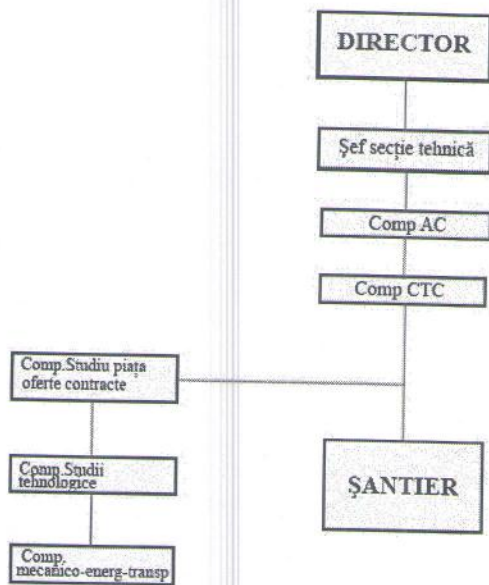 DIRECTOR
Şef secţie tehnică
Comp AC
Comp CTC
Comp.Studiu piaţa
oferte contracte
Comp.Studii
tehnologice
Comp.
mecanico-energ-transp
ŞANTIER